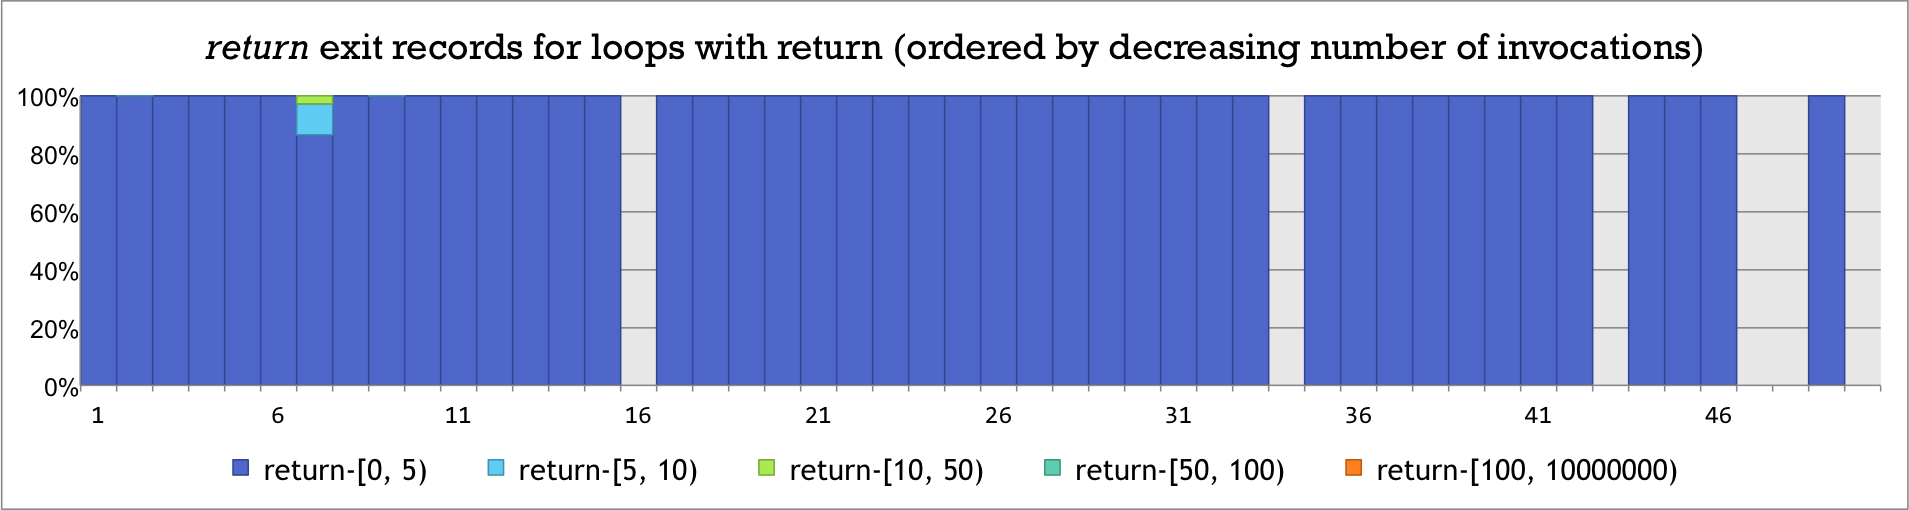 return exit records for loops with return (ordered by decreasing number of invocations)
100%
80%
60%
40%
20%
0%
1 6 11 16 21 26 31 36 41 46
return-[0, 5) return-[5, 10) return-[10, 50) return-[50, 100) return-[100, 10000000)